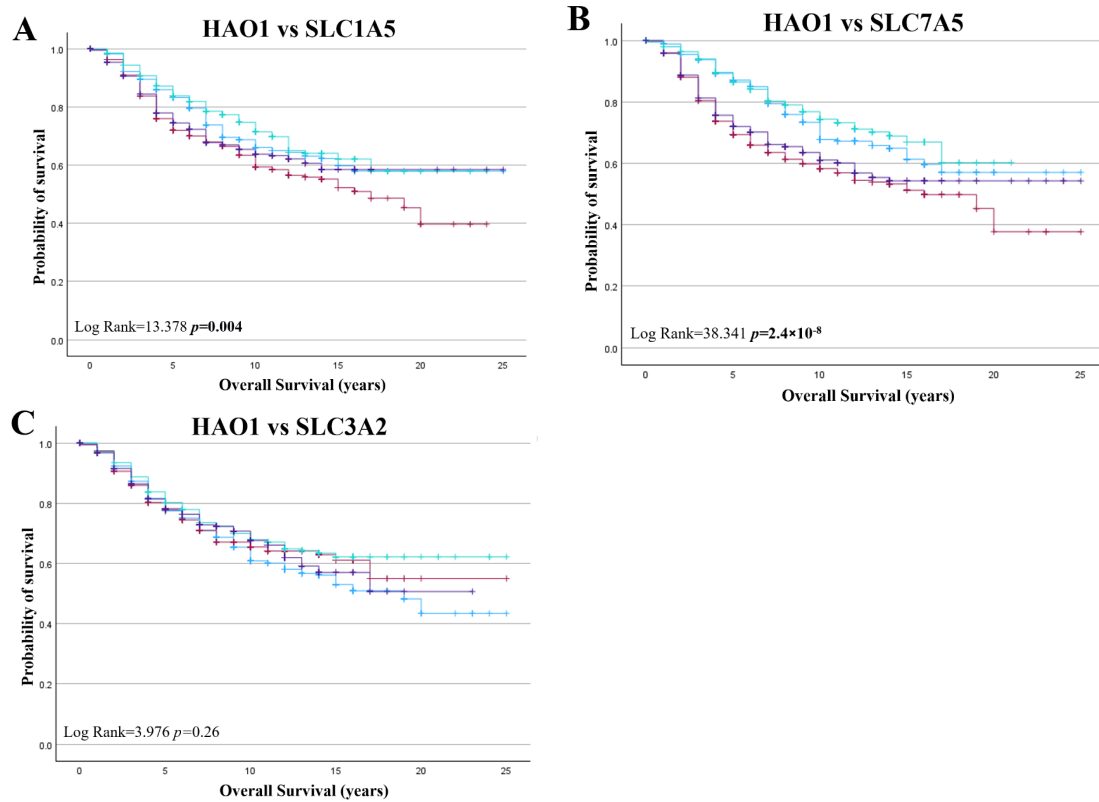 A
HAO1 vs SLC1A5
Probability of survival
1.0
0.8
0.6
0.4
0.2
0.0
Log Rank=13.378 p=0.004
0 5 10 15 20 25
Overall Survival (years)
B
HAO1 vs SLC7A5
Probability of survival
1.0
0.8
0.6
0.4
0.2
0.0
Log Rank=38.341 p=2.4×10⁻⁸
0 5 10 15 20 25
Overall Survival (years)
C
HAO1 vs SLC3A2
Probability of survival
1.0
0.8
0.6
0.4
0.2
0.0
Log Rank=3.976 p=0.26
0 5 10 15 20 25
Overall Survival (years)